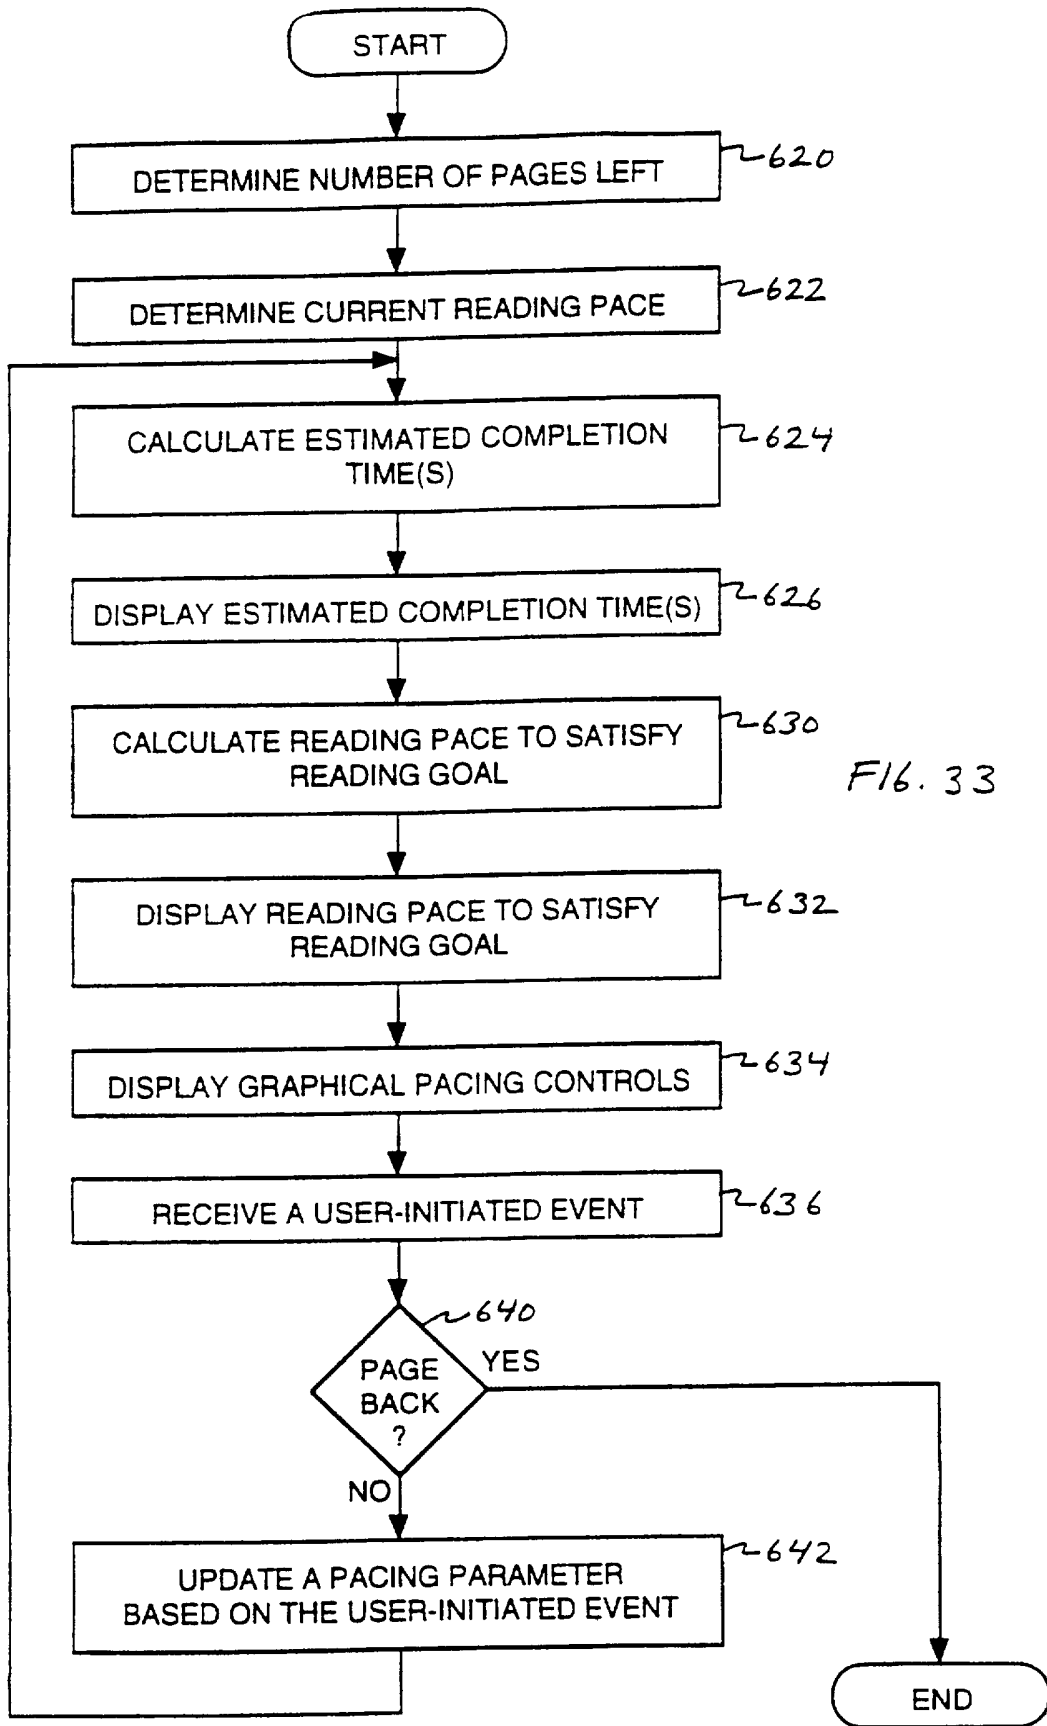 START
DETERMINE NUMBER OF PAGES LEFT
620
DETERMINE CURRENT READING PACE
622
CALCULATE ESTIMATED COMPLETION
TIME(S)
624
DISPLAY ESTIMATED COMPLETION TIME(S)
626
CALCULATE READING PACE TO SATISFY
READING GOAL
630
FIG. 33
DISPLAY READING PACE TO SATISFY
READING GOAL
632
DISPLAY GRAPHICAL PACING CONTROLS
634
RECEIVE A USER-INITIATED EVENT
636
640
PAGE
BACK
?
YES
NO
UPDATE A PACING PARAMETER
BASED ON THE USER-INITIATED EVENT
642
END